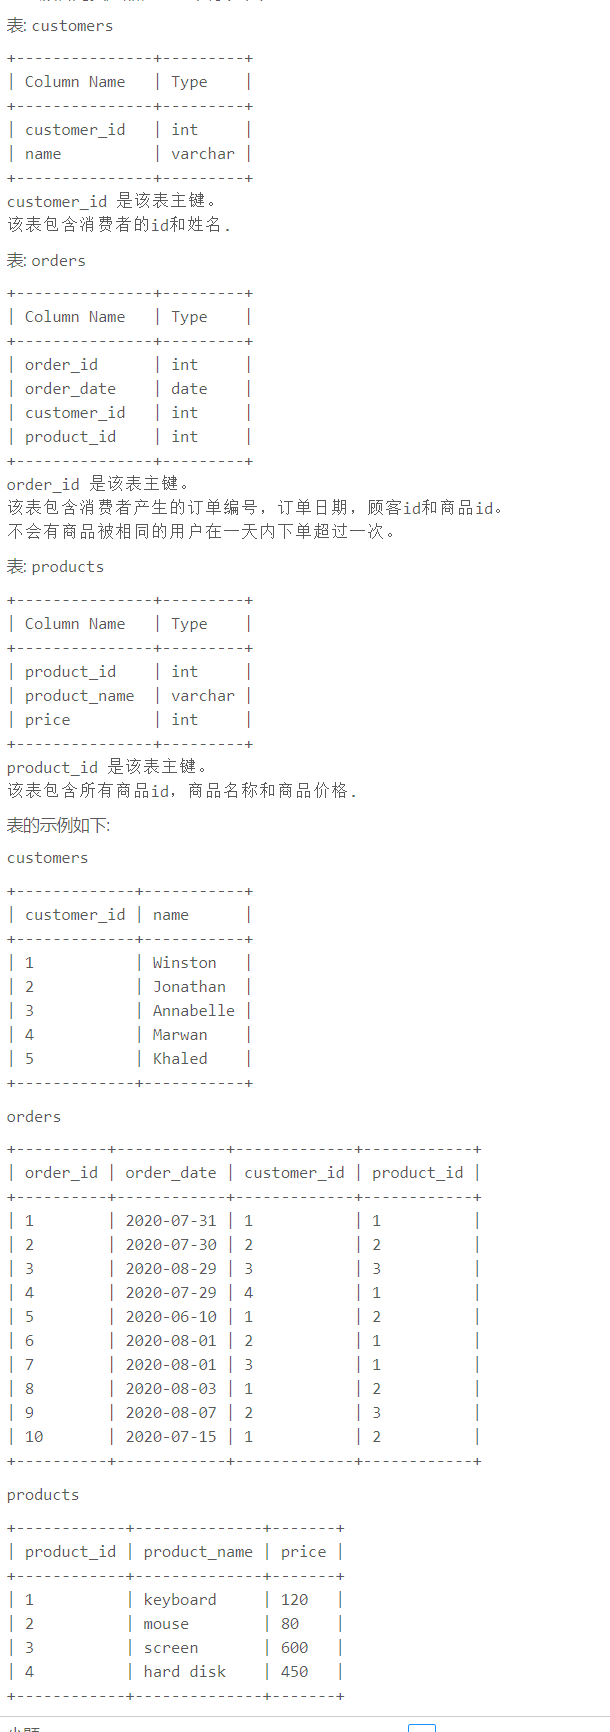 表: customers
+---------------+---------+
| Column Name   | Type    |
+---------------+---------+
| customer_id   | int     |
| name          | varchar |
+---------------+---------+
customer_id 是该表主键。
该表包含消费者的id和姓名.
表: orders
+---------------+---------+
| Column Name   | Type    |
+---------------+---------+
| order_id      | int     |
| order_date    | date    |
| customer_id   | int     |
| product_id    | int     |
+---------------+---------+
order_id 是该表主键。
该表包含消费者产生的订单编号，订单日期，顾客id和商品id。
不会有商品被相同的用户在一天内下单超过一次。
表: products
+---------------+---------+
| Column Name   | Type    |
+---------------+---------+
| product_id    | int     |
| product_name  | varchar |
| price         | int     |
+---------------+---------+
product_id 是该表主键。
该表包含所有商品id，商品名称和商品价格.
表的示例如下:
customers
+-------------+-----------+
| customer_id | name      |
+-------------+-----------+
| 1           | Winston   |
| 2           | Jonathan  |
| 3           | Annabelle |
| 4           | Marwan    |
| 5           | Khaled    |
+-------------+-----------+
orders
+----------+------------+-------------+------------+
| order_id | order_date | customer_id | product_id |
+----------+------------+-------------+------------+
| 1        | 2020-07-31 | 1           | 1          |
| 2        | 2020-07-30 | 2           | 2          |
| 3        | 2020-08-29 | 3           | 3          |
| 4        | 2020-07-29 | 4           | 1          |
| 5        | 2020-06-10 | 1           | 2          |
| 6        | 2020-08-01 | 2           | 1          |
| 7        | 2020-08-01 | 3           | 1          |
| 8        | 2020-08-03 | 1           | 2          |
| 9        | 2020-08-07 | 2           | 3          |
| 10       | 2020-07-15 | 1           | 2          |
+----------+------------+-------------+------------+
products
+------------+--------------+-------+
| product_id | product_name | price |
+------------+--------------+-------+
| 1          | keyboard     | 120   |
| 2          | mouse        | 80    |
| 3          | screen       | 600   |
| 4          | hard disk    | 450   |
+------------+--------------+-------+